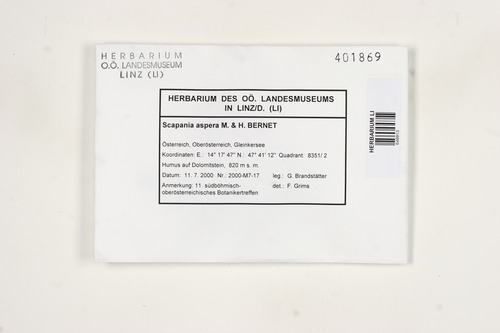 HERBARIUM
O.Ö. LANDESMUSEUM
LINZ (LI)
401869
HERBARIUM DES OÖ. LANDESMUSEUMS
IN LINZ/D. (LI)
Scapania aspera M. & H. BERNET
Österreich, Oberösterreich, Gleinkersee
Koordinaten: E.: 14° 17' 47" N.: 47° 41' 12" Quadrant: 8351/ 2
Humus auf Dolomitstein, 820 m s. m.
Datum: 11. 7. 2000 Nr.: 2000-M7-17 leg.: G. Brandstätter
Anmerkung: 11. südböhmisch-oberösterreichisches Botanikertreffen det.: F. Grims
HERBARIUM LI